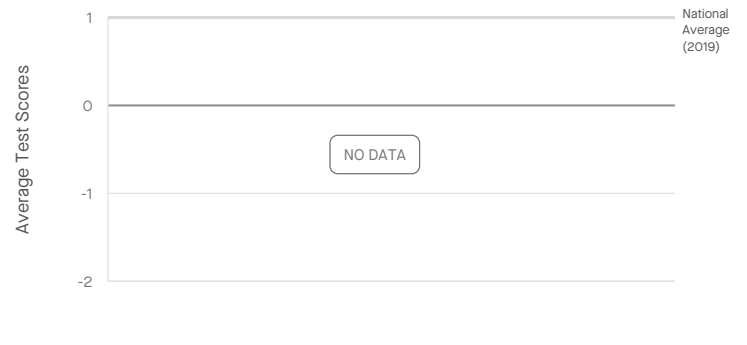 1
National
Average
(2019)
0
NO DATA
-1
-2
Average Test Scores